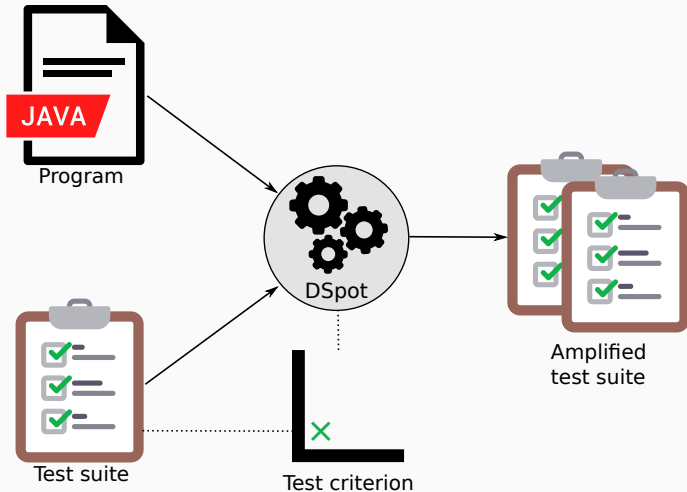 JAVA
Program
DSpot
Amplified
test suite
Test suite
Test criterion